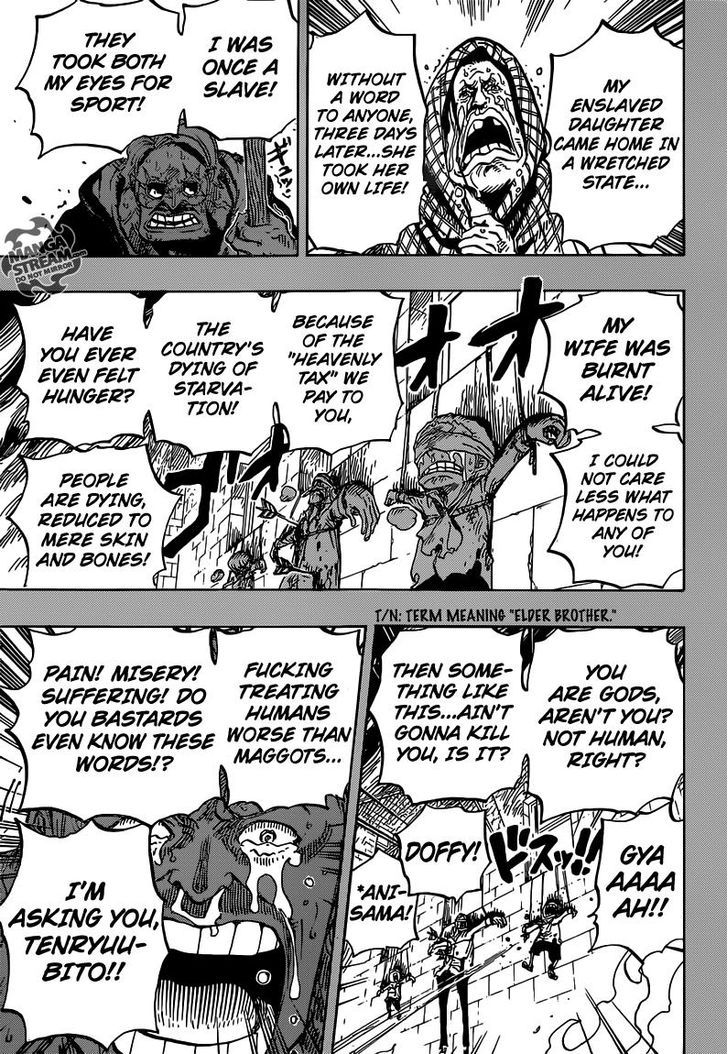 MY
ENSLAVED
DAUGHTER
CAME HOME IN
A WRETCHED
STATE...
WITHOUT
A WORD
TO ANYONE,
THREE DAYS
LATER...SHE
TOOK HER
OWN LIFE!
I WAS
ONCE A
SLAVE!
THEY
TOOK BOTH
MY EYES FOR
SPORT!
MANGA
STREAM
DO NOT MIRROR
MY
WIFE WAS
BURNT
ALIVE!
I COULD
NOT CARE
LESS WHAT
HAPPENS TO
ANY OF
YOU!
オオ
BECAUSE
OF THE
"HEAVENLY
TAX" WE
PAY TO
YOU,
THE
COUNTRY'S
DYING OF
STARVA-
TION!
HAVE
YOU EVER
EVEN FELT
HUNGER?
PEOPLE
ARE DYING,
REDUCED TO
MERE SKIN
AND BONES!
T/N: TERM MEANING "ELDER BROTHER."
YOU
ARE GODS,
AREN'T YOU?
NOT HUMAN,
RIGHT?
THEN SOME-
THING LIKE
THIS...AIN'T
GONNA KILL
YOU, IS IT?
GYA
AAAA
AH!!
ドスッ!!
DOFFY!
*ANI-
SAMA!
FUCKING
TREATING
HUMANS
WORSE THAN
MAGGOTS...
PAIN! MISERY!
SUFFERING! DO
YOU BASTARDS
EVEN KNOW THESE
WORDS!?
I'M
ASKING YOU,
TENRYUU-
BITO!!